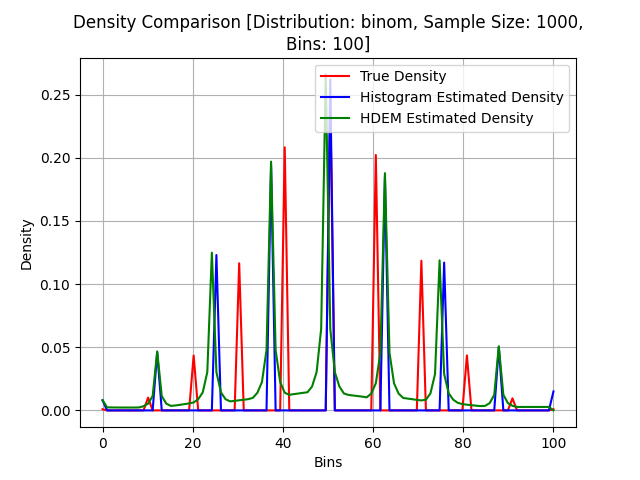 Density Comparison [Distribution: binom, Sample Size: 1000,
Bins: 100]
True Density
Histogram Estimated Density
HDEM Estimated Density
Density
0.25
0.20
0.15
0.10
0.05
0.00
0 20 40 60 80 100
Bins